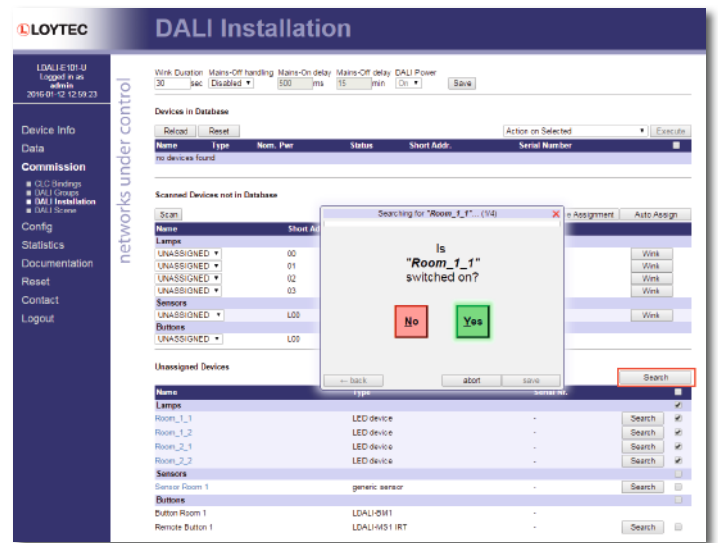 LOYTEC
DALI Installation
LDALI-E101-U
Logged in as
admin
2016-01-12 12:59:23
Device Info
Data
Commission
CLC Bindings
DALI Groups
DALI Installation
DALI Scene
Config
Statistics
Documentation
Reset
Contact
Logout
networks under control
Wink Duration Mains-Off handling Mains-On delay Mains-Off delay DALI Power
30 sec Disabled 500 ms 15 min On Save
Devices in Database
Reload Reset Action on Selected Execute
Name Type Nom. Pwr Status Short Addr. Serial Number
no devices found
Scanned Devices not in Database
Scan e Assignment Auto Assign
Name Short Ad
Lamps
UNASSIGNED 00 Wink
UNASSIGNED 01 Wink
UNASSIGNED 02 Wink
UNASSIGNED 03 Wink
Sensors
UNASSIGNED L00 Wink
Buttons
UNASSIGNED L00
Searching for "Room_1_1"... (1/4)
Is
"Room_1_1"
switched on?
No Yes
← back abort save
Unassigned Devices
Search
Name Type Serial Nr.
Lamps
Room_1_1 LED device - Search
Room_1_2 LED device - Search
Room_2_1 LED device - Search
Room_2_2 LED device - Search
Sensors
Sensor Room 1 generic sensor - Search
Buttons
Button Room 1 LDALI-BM1 -
Remote Button 1 LDALI-MS1 IRT - Search